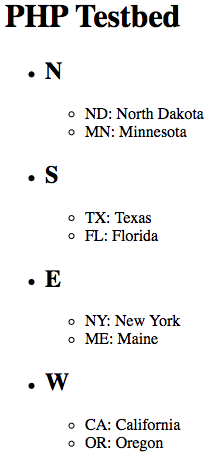 PHP Testbed
N
ND: North Dakota
MN: Minnesota
S
TX: Texas
FL: Florida
E
NY: New York
ME: Maine
W
CA: California
OR: Oregon